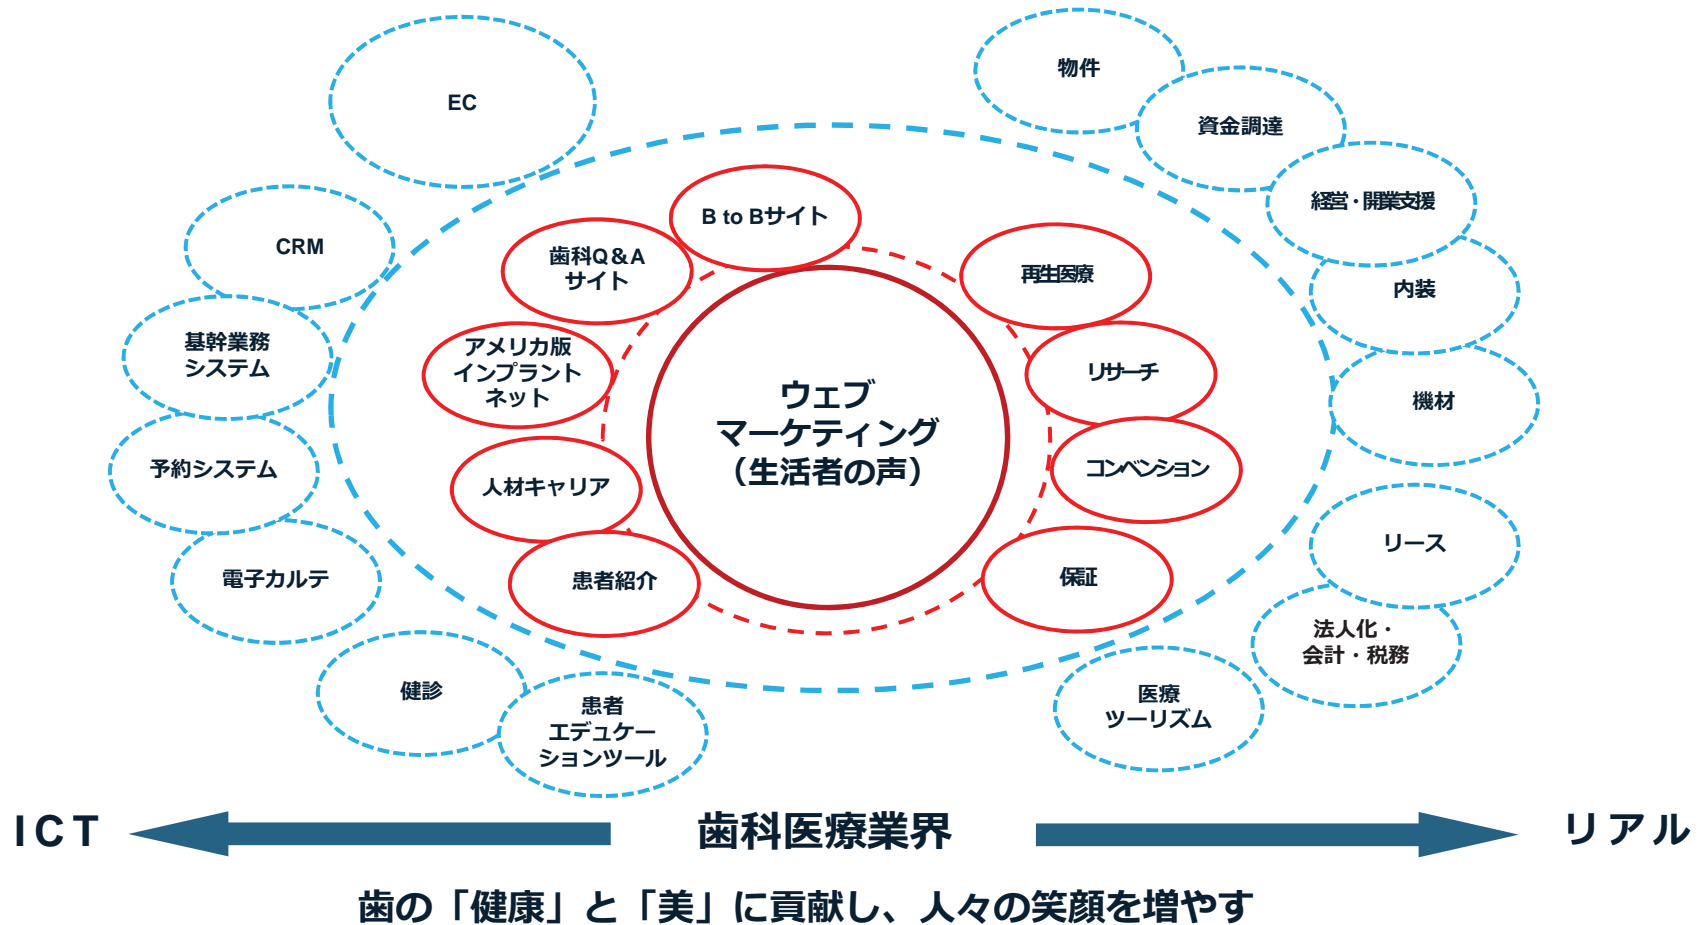 物件
EC
資金調達
経営・開業支援
B to Bサイト
CRM
歯科Q＆A
サイト
再生医療
内装
基幹業務
システム
アメリカ版
インプラント
ネット
リサーチ
機材
ウェブ
マーケティング
（生活者の声）
予約システム
人材キャリア
コンベンション
リース
電子カルテ
患者紹介
保証
法人化・
会計・税務
健診
患者
エデュケー
ションツール
医療
ツーリズム
ICT
歯科医療業界
リアル
歯の「健康」と「美」に貢献し、人々の笑顔を増やす